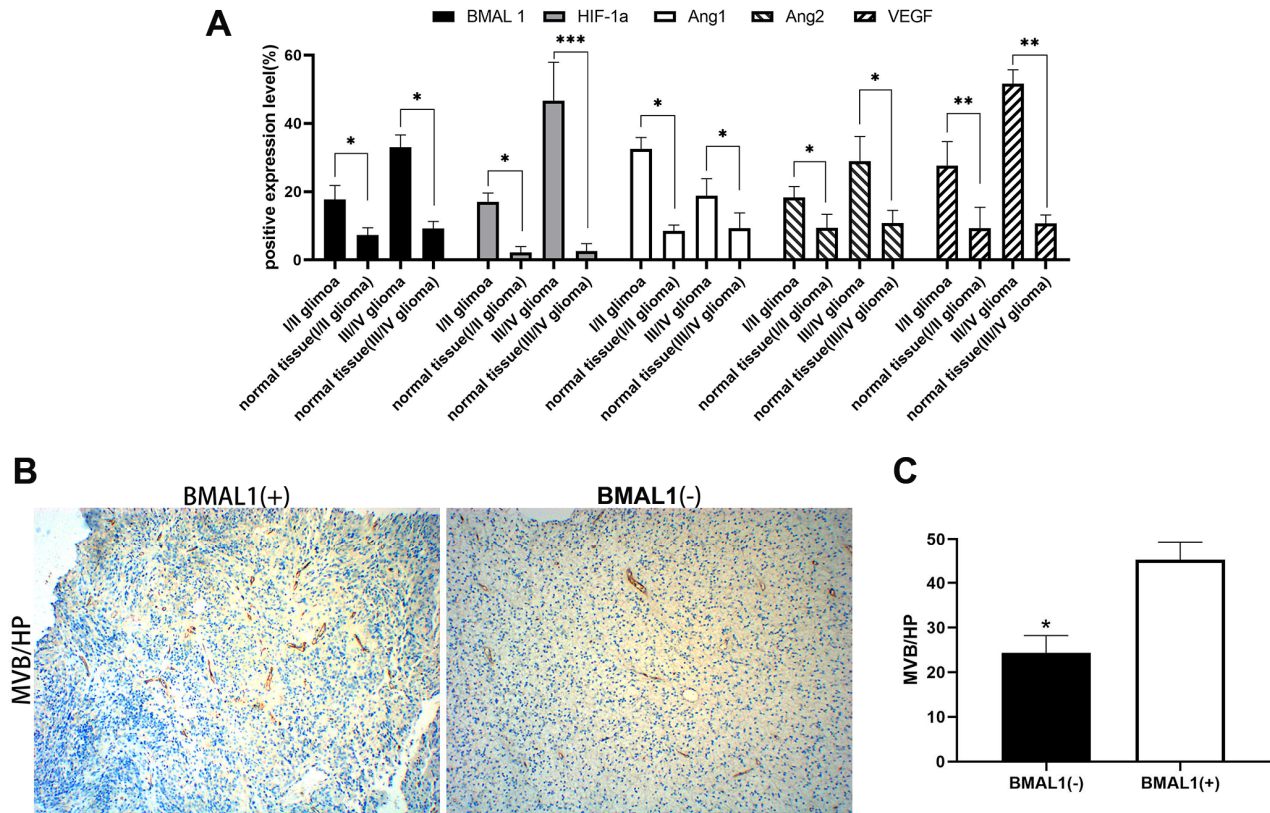 A
BMAL 1 HIF-1a Ang1 Ang2 VEGF
positive expression level(%)
60
40
20
0
* * * *** * * * * ** **
I/II glimoa
normal tissue(I/II glioma)
III/IV glioma
normal tissue(III/IV glioma)
I/II glimoa
normal tissue(I/II glioma)
III/IV glioma
normal tissue(III/IV glioma)
I/II glimoa
normal tissue(I/II glioma)
III/IV glioma
normal tissue(III/IV glioma)
I/II glimoa
normal tissue(I/II glioma)
III/IV glioma
normal tissue(III/IV glioma)
I/II glimoa
normal tissue(I/II glioma)
III/IV glioma
normal tissue(III/IV glioma)
B
BMAL1(+) BMAL1(-)
MVB/HP
C
MVB/HP
50
40
30
20
10
0
*
BMAL1(-) BMAL1(+)